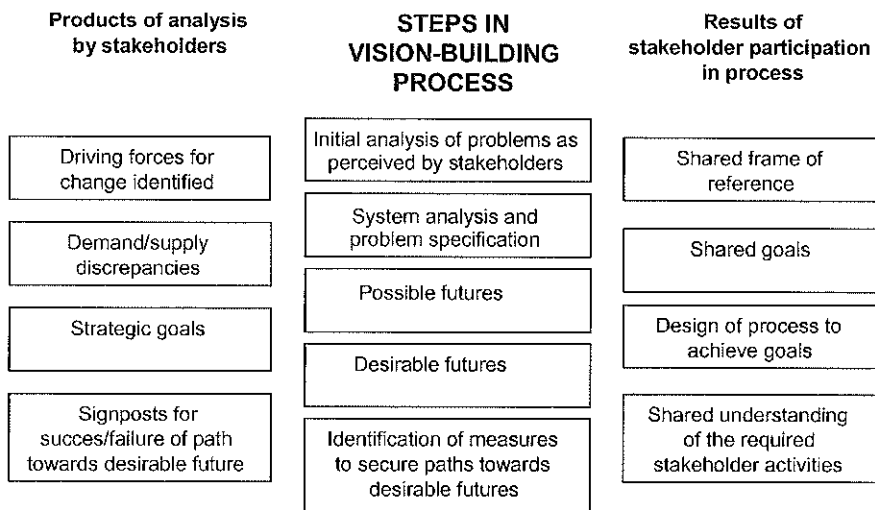 Products of analysis
by stakeholders
Driving forces for
change identified
Demand/supply
discrepancies
Strategic goals
Signposts for
succes/failure of path
towards desirable future
STEPS IN
VISION-BUILDING
PROCESS
Initial analysis of problems as
perceived by stakeholders
System analysis and
problem specification
Possible futures
Desirable futures
Identification of measures
to secure paths towards
desirable futures
Results of
stakeholder participation
in process
Shared frame of
reference
Shared goals
Design of process to
achieve goals
Shared understanding
of the required
stakeholder activities